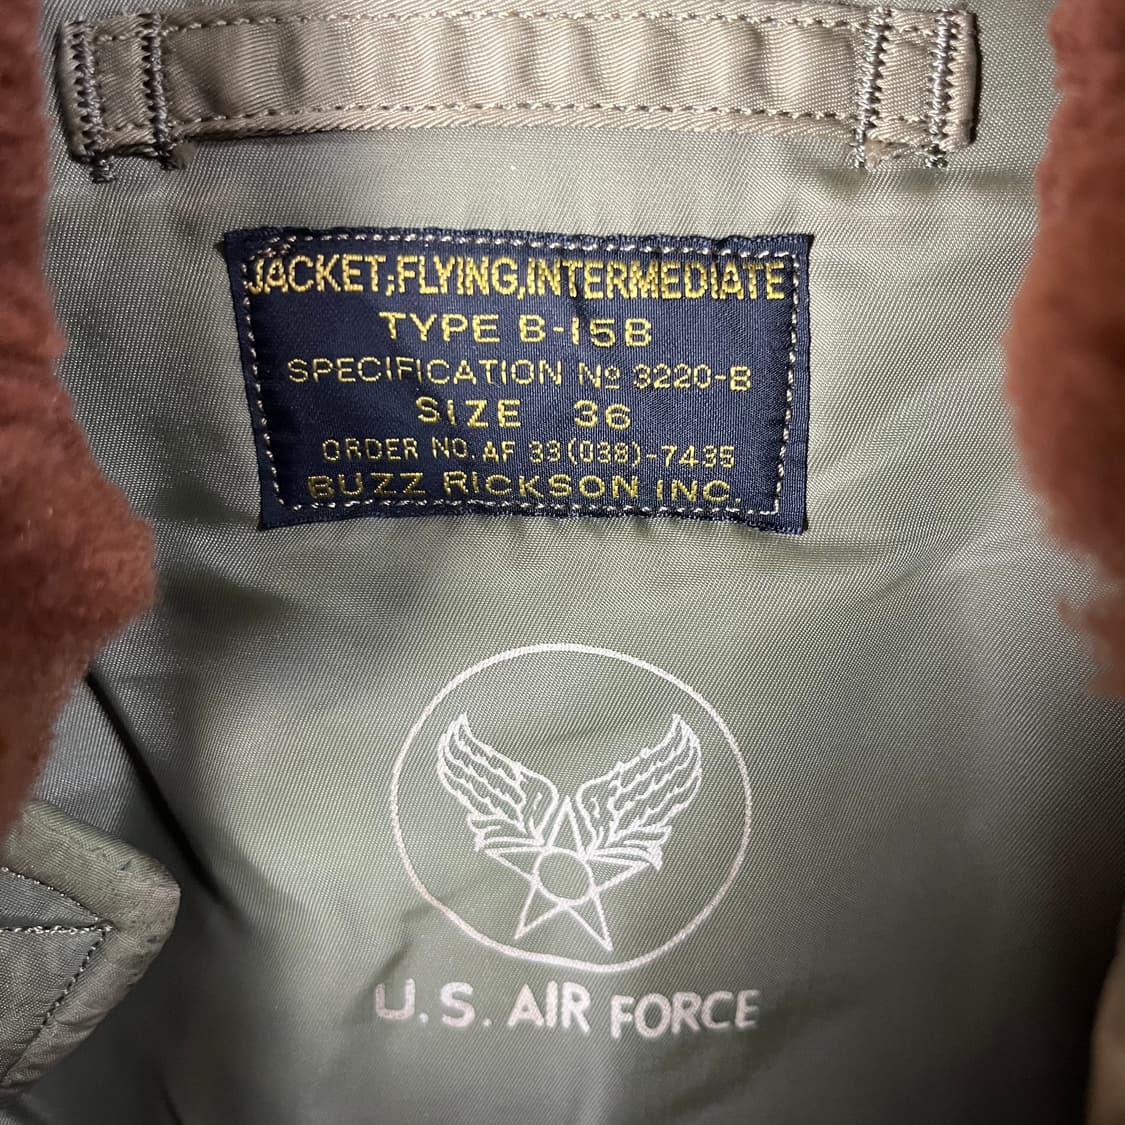 JACKET,FLYING,INTERMEDIATE
TYPE B-15B
SPECIFICATION Nº 3220-B
SIZE 36
ORDER NO. AF 33(038)-7435
BUZZ RICKSON INC.
U.S. AIR FORCE